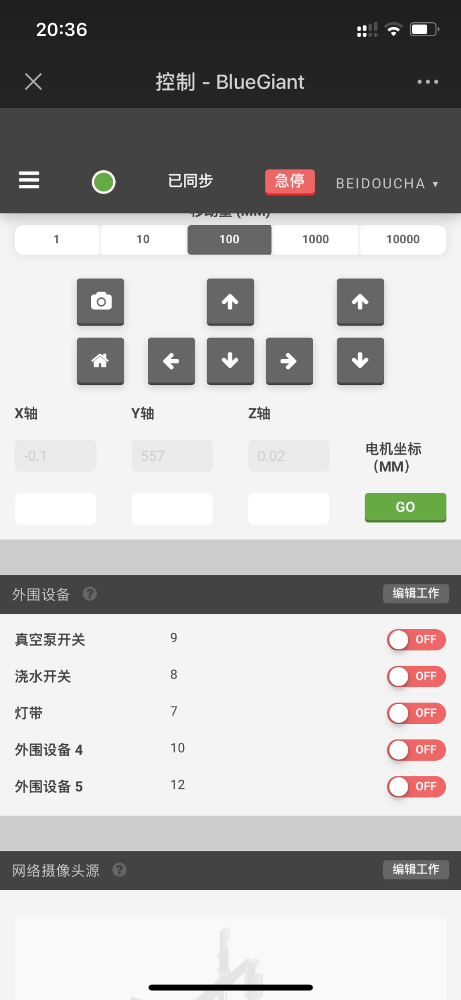 20:36
控制 - BlueGiant
已同步
急停
BEIDOUCHA ▾
移动量 (MM)
1 10 100 1000 10000
X轴 Y轴 Z轴
-0.1 557 0.02
电机坐标
（MM）
GO
外围设备 ? 编辑工作
真空泵开关 9 OFF
浇水开关 8 OFF
灯带 7 OFF
外围设备 4 10 OFF
外围设备 5 12 OFF
网络摄像头源 ? 编辑工作